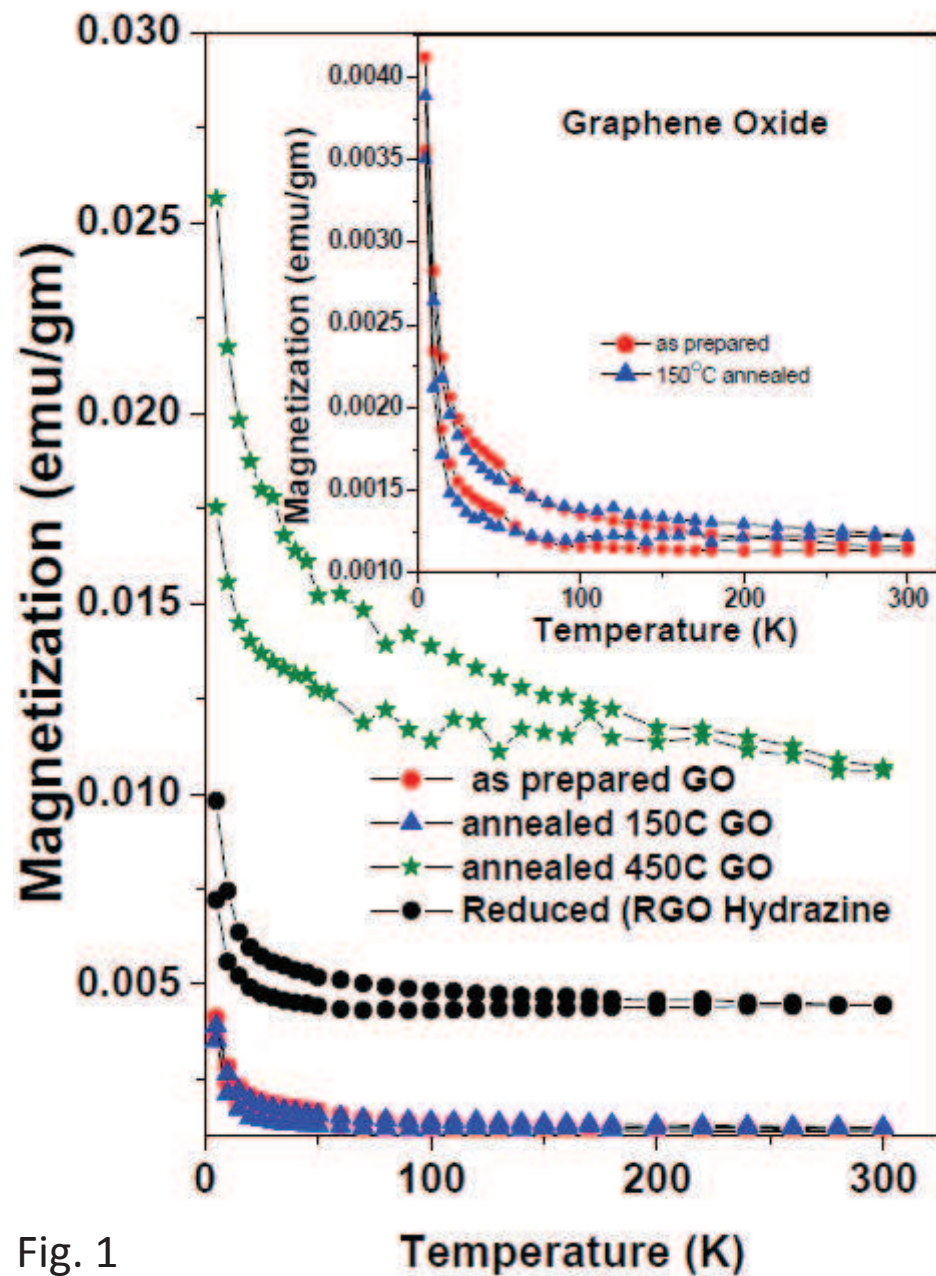 0.030
0.025
0.020
0.015
0.010
0.005
Magnetization (emu/gm)
0.0040
0.0035
0.0030
0.0025
0.0020
0.0015
0.0010
Magnetization (emu/gm)
Graphene Oxide
as prepared
150°C annealed
0 100 200 300
Temperature (K)
as prepared GO
annealed 150C GO
annealed 450C GO
Reduced (RGO Hydrazine
0 100 200 300
Temperature (K)
Fig. 1